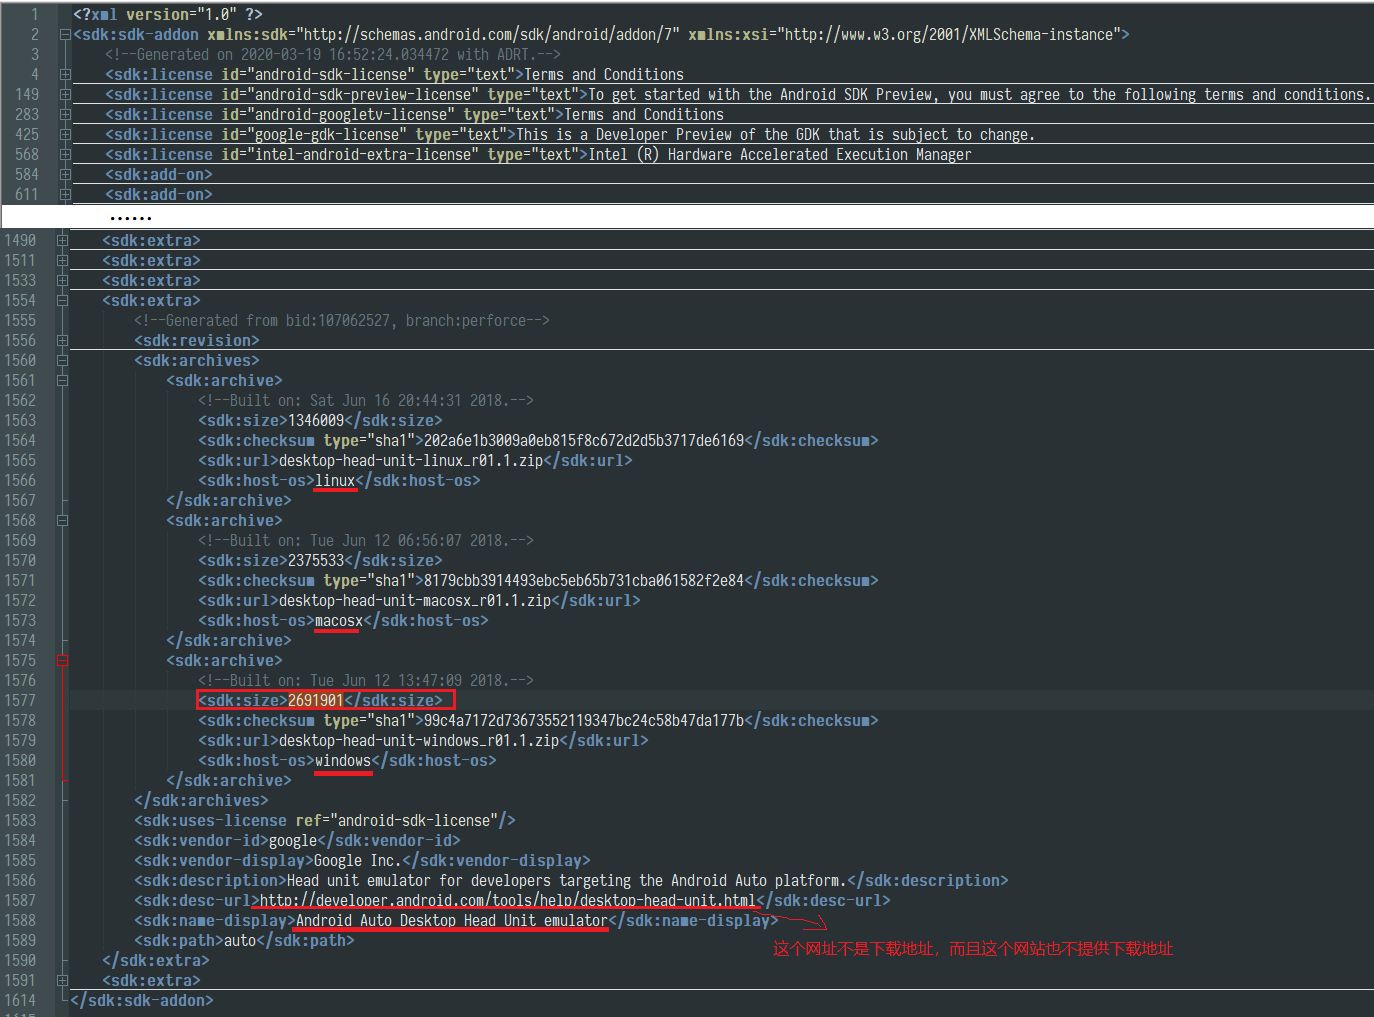 1 <?xml version="1.0" ?>
2 <sdk:sdk-addon xmlns:sdk="http://schemas.android.com/sdk/android/addon/7" xmlns:xsi="http://www.w3.org/2001/XMLSchema-instance">
3 <!--Generated on 2020-03-19 16:52:24.034472 with ADRT.-->
4 <sdk:license id="android-sdk-license" type="text">Terms and Conditions
149 <sdk:license id="android-sdk-preview-license" type="text">To get started with the Android SDK Preview, you must agree to the following terms and conditions.
283 <sdk:license id="android-googletv-license" type="text">Terms and Conditions
425 <sdk:license id="google-gdk-license" type="text">This is a Developer Preview of the GDK that is subject to change.
568 <sdk:license id="intel-android-extra-license" type="text">Intel (R) Hardware Accelerated Execution Manager
584 <sdk:add-on>
611 <sdk:add-on>
......
1490 <sdk:extra>
1511 <sdk:extra>
1533 <sdk:extra>
1554 <sdk:extra>
1555 <!--Generated from bid:107062527, branch:perforce-->
1556 <sdk:revision>
1560 <sdk:archives>
1561 <sdk:archive>
1562 <!--Built on: Sat Jun 16 20:44:31 2018.-->
1563 <sdk:size>1346009</sdk:size>
1564 <sdk:checksum type="sha1">202a6e1b3009a0eb815f8c672d2d5b3717de6169</sdk:checksum>
1565 <sdk:url>desktop-head-unit-linux_r01.1.zip</sdk:url>
1566 <sdk:host-os>linux</sdk:host-os>
1567 </sdk:archive>
1568 <sdk:archive>
1569 <!--Built on: Tue Jun 12 06:56:07 2018.-->
1570 <sdk:size>2375533</sdk:size>
1571 <sdk:checksum type="sha1">8179cbb3914493ebc5eb65b731cba061582f2e84</sdk:checksum>
1572 <sdk:url>desktop-head-unit-macosx_r01.1.zip</sdk:url>
1573 <sdk:host-os>macosx</sdk:host-os>
1574 </sdk:archive>
1575 <sdk:archive>
1576 <!--Built on: Tue Jun 12 13:47:09 2018.-->
1577 <sdk:size>2691901</sdk:size>
1578 <sdk:checksum type="sha1">99c4a7172d73673552119347bc24c58b47da177b</sdk:checksum>
1579 <sdk:url>desktop-head-unit-windows_r01.1.zip</sdk:url>
1580 <sdk:host-os>windows</sdk:host-os>
1581 </sdk:archive>
1582 </sdk:archives>
1583 <sdk:uses-license ref="android-sdk-license"/>
1584 <sdk:vendor-id>google</sdk:vendor-id>
1585 <sdk:vendor-display>Google Inc.</sdk:vendor-display>
1586 <sdk:description>Head unit emulator for developers targeting the Android Auto platform.</sdk:description>
1587 <sdk:desc-url>http://developer.android.com/tools/help/desktop-head-unit.html</sdk:desc-url>
1588 <sdk:name-display>Android Auto Desktop Head Unit emulator</sdk:name-display>
1589 <sdk:path>auto</sdk:path>
这个网址不是下载地址，而且这个网站也不提供下载地址
1590 </sdk:extra>
1591 <sdk:extra>
1614 </sdk:sdk-addon>